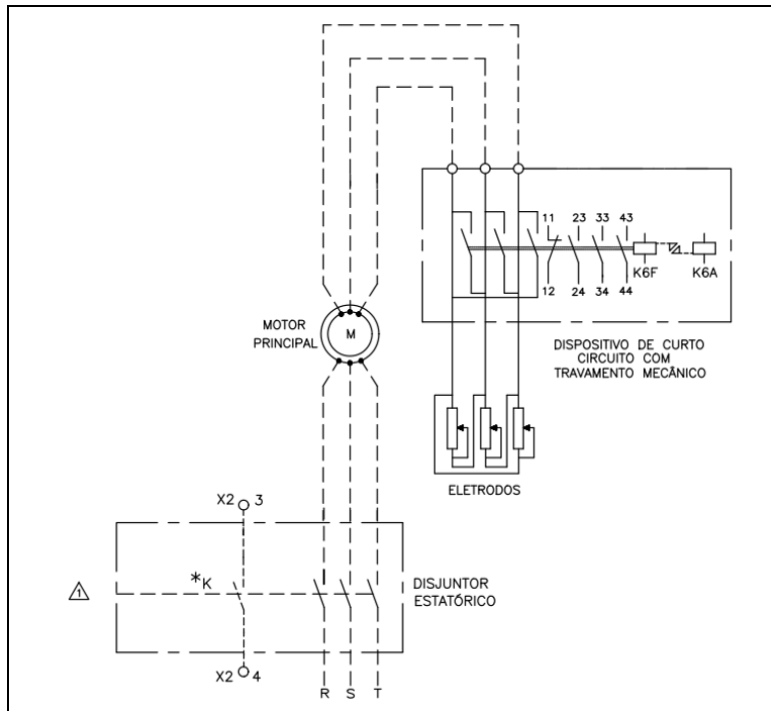 11 23 33 43
K6F K6A
12 24 34 44
MOTOR
PRINCIPAL
M
DISPOSITIVO DE CURTO
CIRCUITO COM
TRAVAMENTO MECÂNICO
ELETRODOS
X2 3
1
*K
DISJUNTOR
ESTATÓRICO
X2 4
R S T